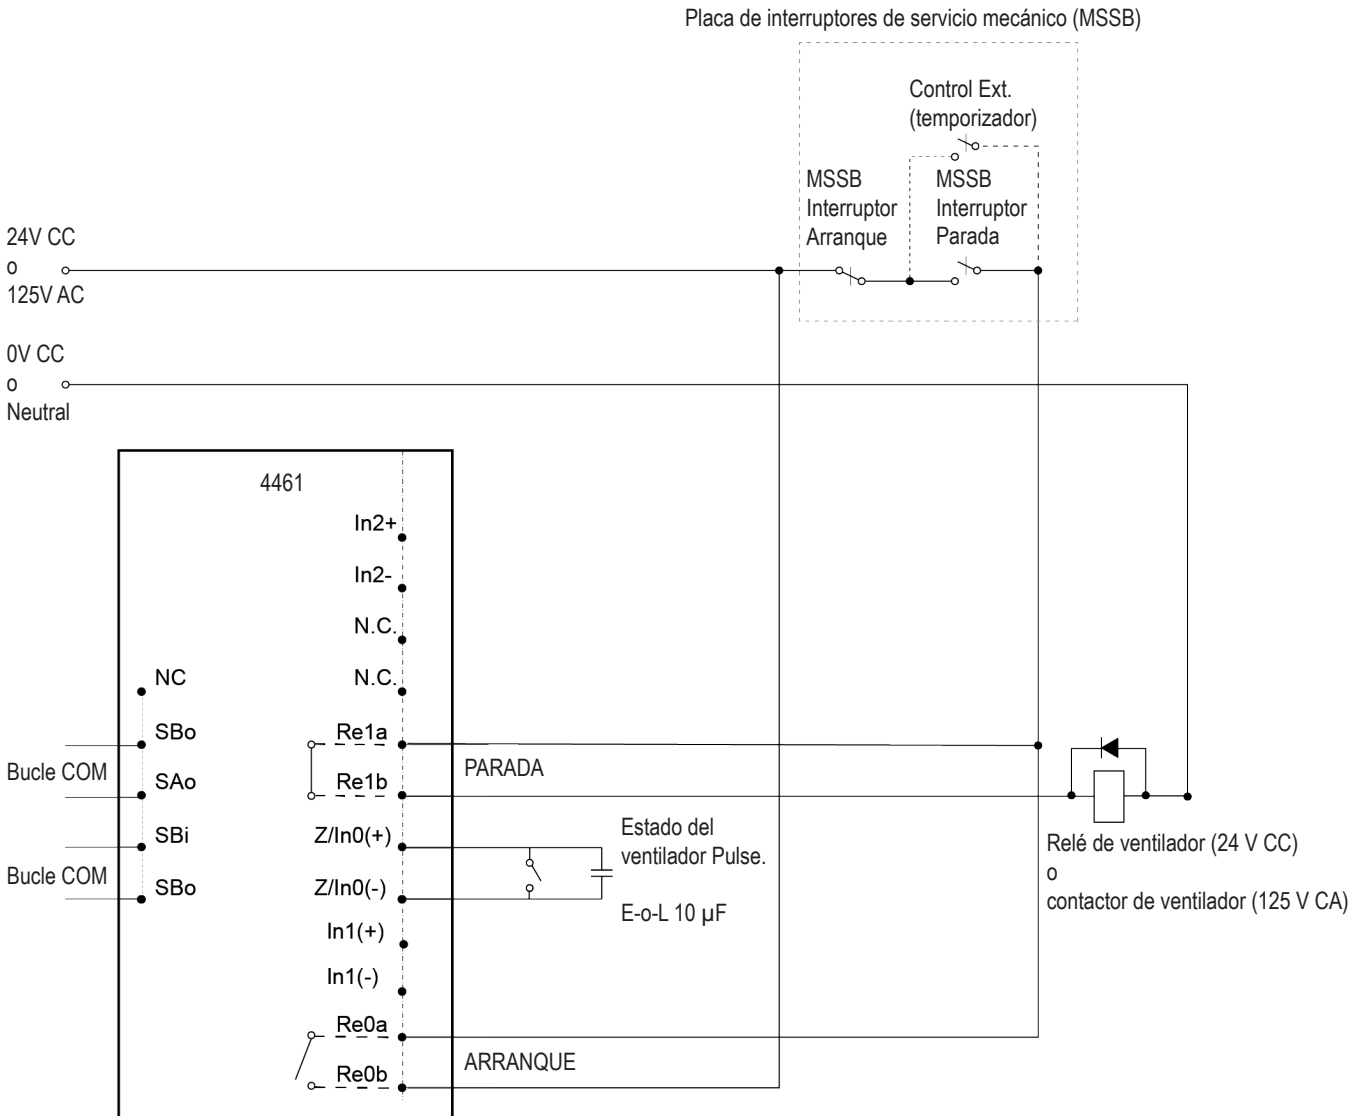 Placa de interruptores de servicio mecánico (MSSB)
Control Ext.
(temporizador)
MSSB
Interruptor
Arranque
MSSB
Interruptor
Parada
24V CC
o
125V AC
0V CC
o
Neutral
4461
In2+
In2-
N.C.
N.C.
NC
SBo
SAo
SBi
SBo
Bucle COM
Bucle COM
Re1a
Re1b
PARADA
Z/In0(+)
Z/In0(-)
Estado del
ventilador Pulse.
E-o-L 10 µF
In1(+)
In1(-)
Re0a
Re0b
ARRANQUE
Relé de ventilador (24 V CC)
o
contactor de ventilador (125 V CA)